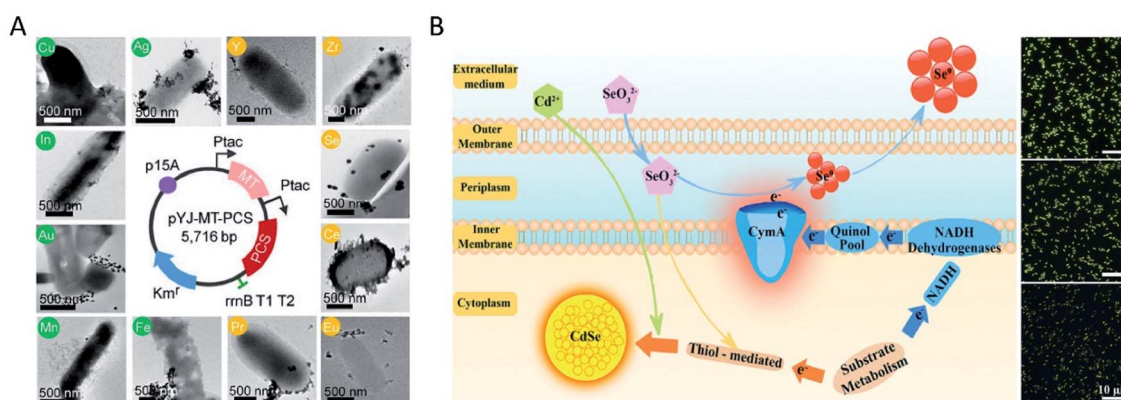 A
Cu
500 nm
Ag
500 nm
Y
500 nm
Zr
500 nm
In
500 nm
Se
500 nm
Au
500 nm
Ce
500 nm
Mn
500 nm
Fe
500 nm
Pr
500 nm
Eu
500 nm
Ptac
p15A
MT
Ptac
pYJ-MT-PCS
5,716 bp
PCS
Kmʳ
rrnB T1 T2
B
Extracellular
medium
Cd²⁺
SeO₃²⁻
Se⁰
Outer
Membrane
Periplasm
SeO₃²⁻
Se⁰
e⁻
e⁻
Inner
Membrane
CymA
e⁻
Quinol
Pool
e⁻
NADH
Dehydrogenases
NADH
e⁻
Cytoplasm
CdSe
Thiol - mediated
e⁻
Substrate
Metabolism